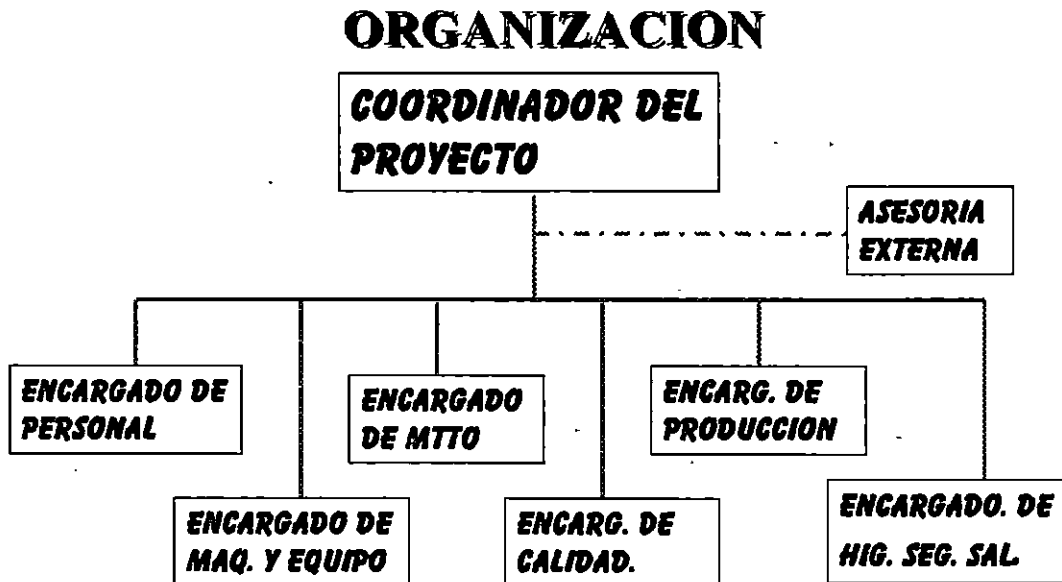 ORGANIZACION
COORDINADOR DEL
PROYECTO
ASESORIA
EXTERNA
ENCARGADO DE
PERSONAL
ENCARGADO
DE MTTO
ENCARG. DE
PRODUCCION
ENCARGADO DE
MAQ. Y EQUIPO
ENCARG. DE
CALIDAD.
ENCARGADO. DE
HIG. SEG. SAL.